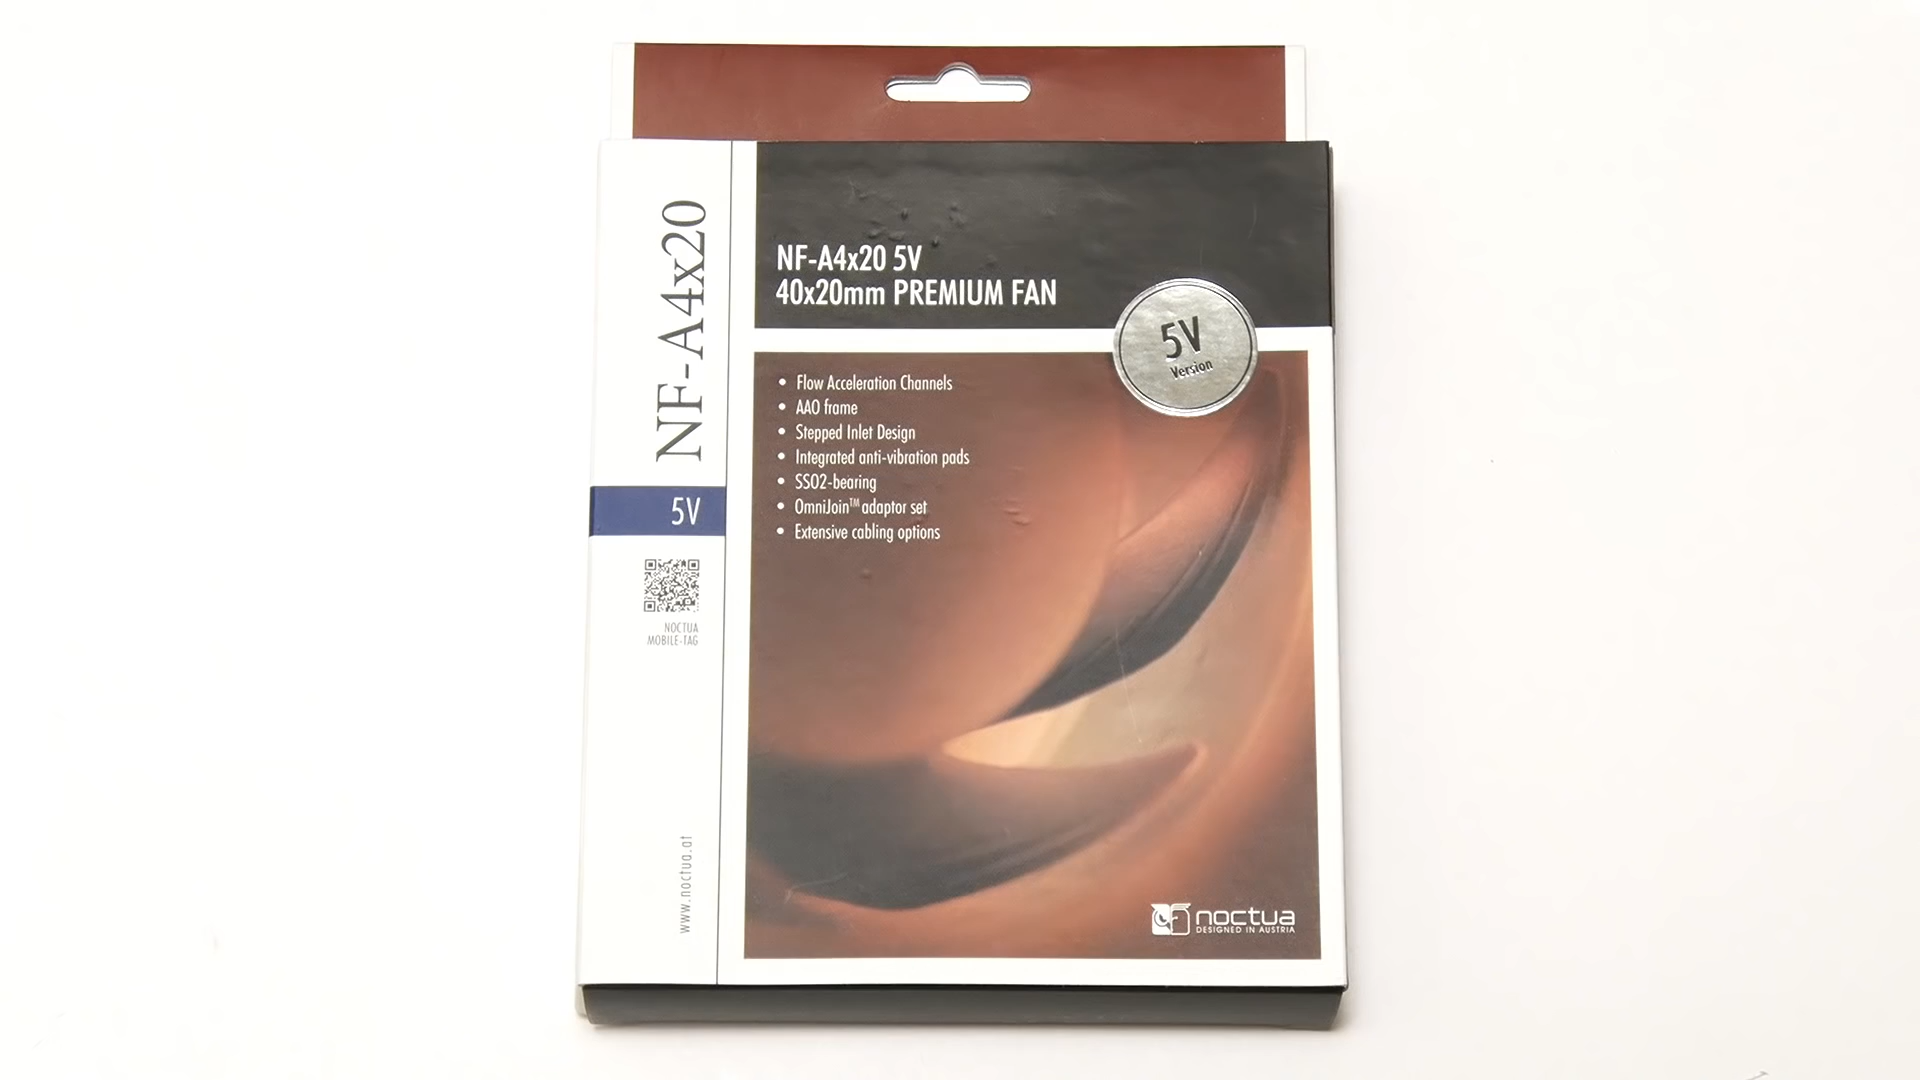 NF-A4x20
5V
NOCTUA
MOBILE-TAG
www.noctua.at
NF-A4x20 5V
40x20mm PREMIUM FAN
5V
Version
• Flow Acceleration Channels
• AAO frame
• Stepped Inlet Design
• Integrated anti-vibration pads
• SSO2-bearing
• OmniJoin™ adaptor set
• Extensive cabling options
noctua
DESIGNED IN AUSTRIA